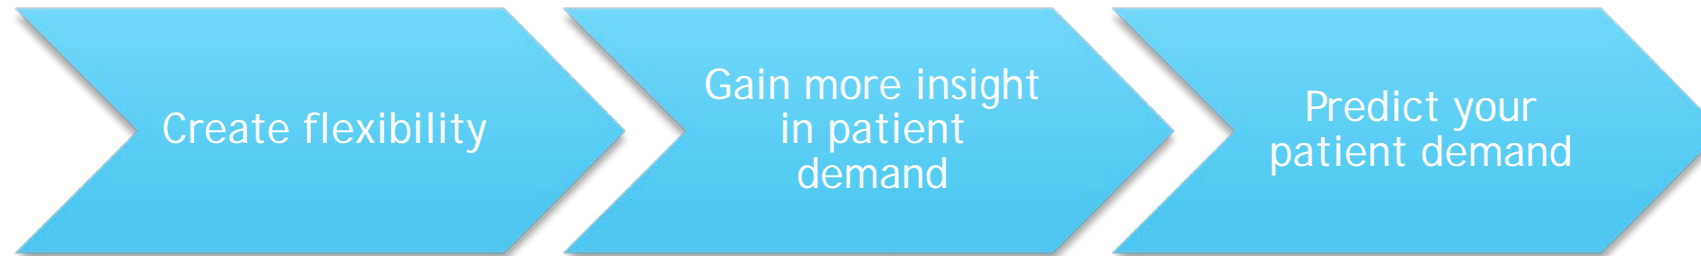 Create flexibility
Gain more insight
in patient
demand
Predict your
patient demand